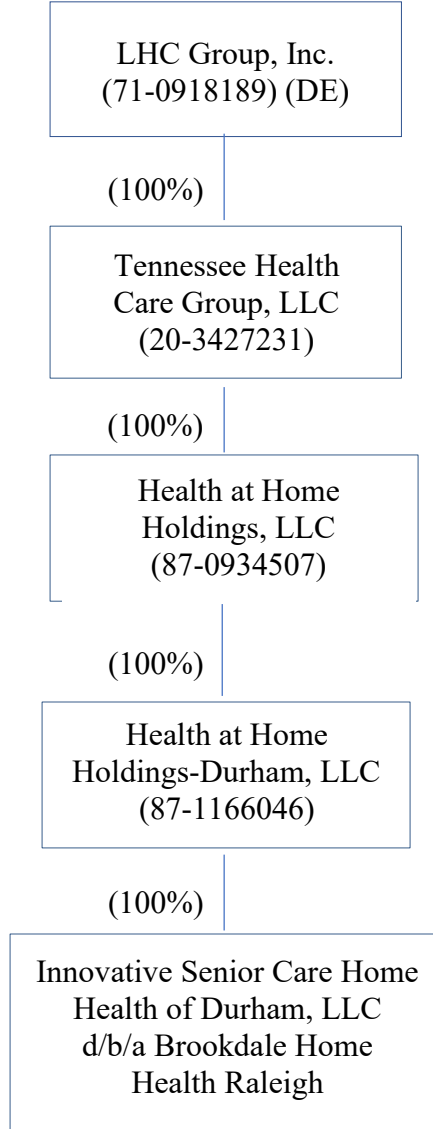 LHC Group, Inc.
(71-0918189) (DE)
(100%)
Tennessee Health
Care Group, LLC
(20-3427231)
(100%)
Health at Home
Holdings, LLC
(87-0934507)
(100%)
Health at Home
Holdings-Durham, LLC
(87-1166046)
(100%)
Innovative Senior Care Home
Health of Durham, LLC
d/b/a Brookdale Home
Health Raleigh